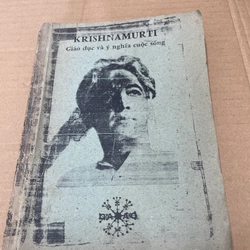 KRISHNAMURTI
Giáo dục và ý nghĩa cuộc sống